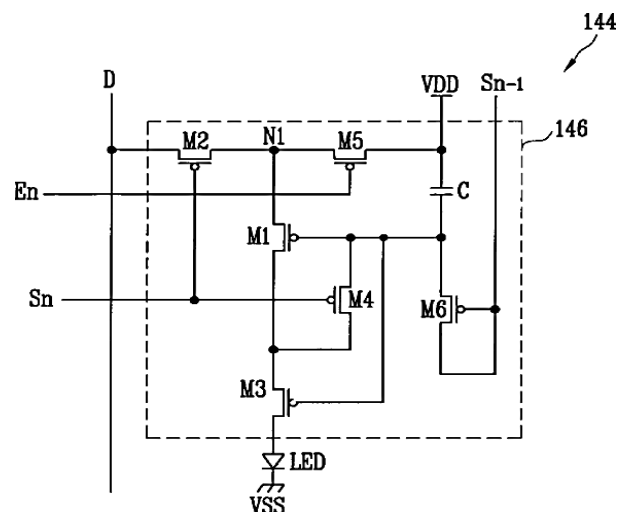 144
D
VDD Sn-1
M2 N1 M5
146
En
C
M1
Sn
M4
M6
M3
LED
VSS